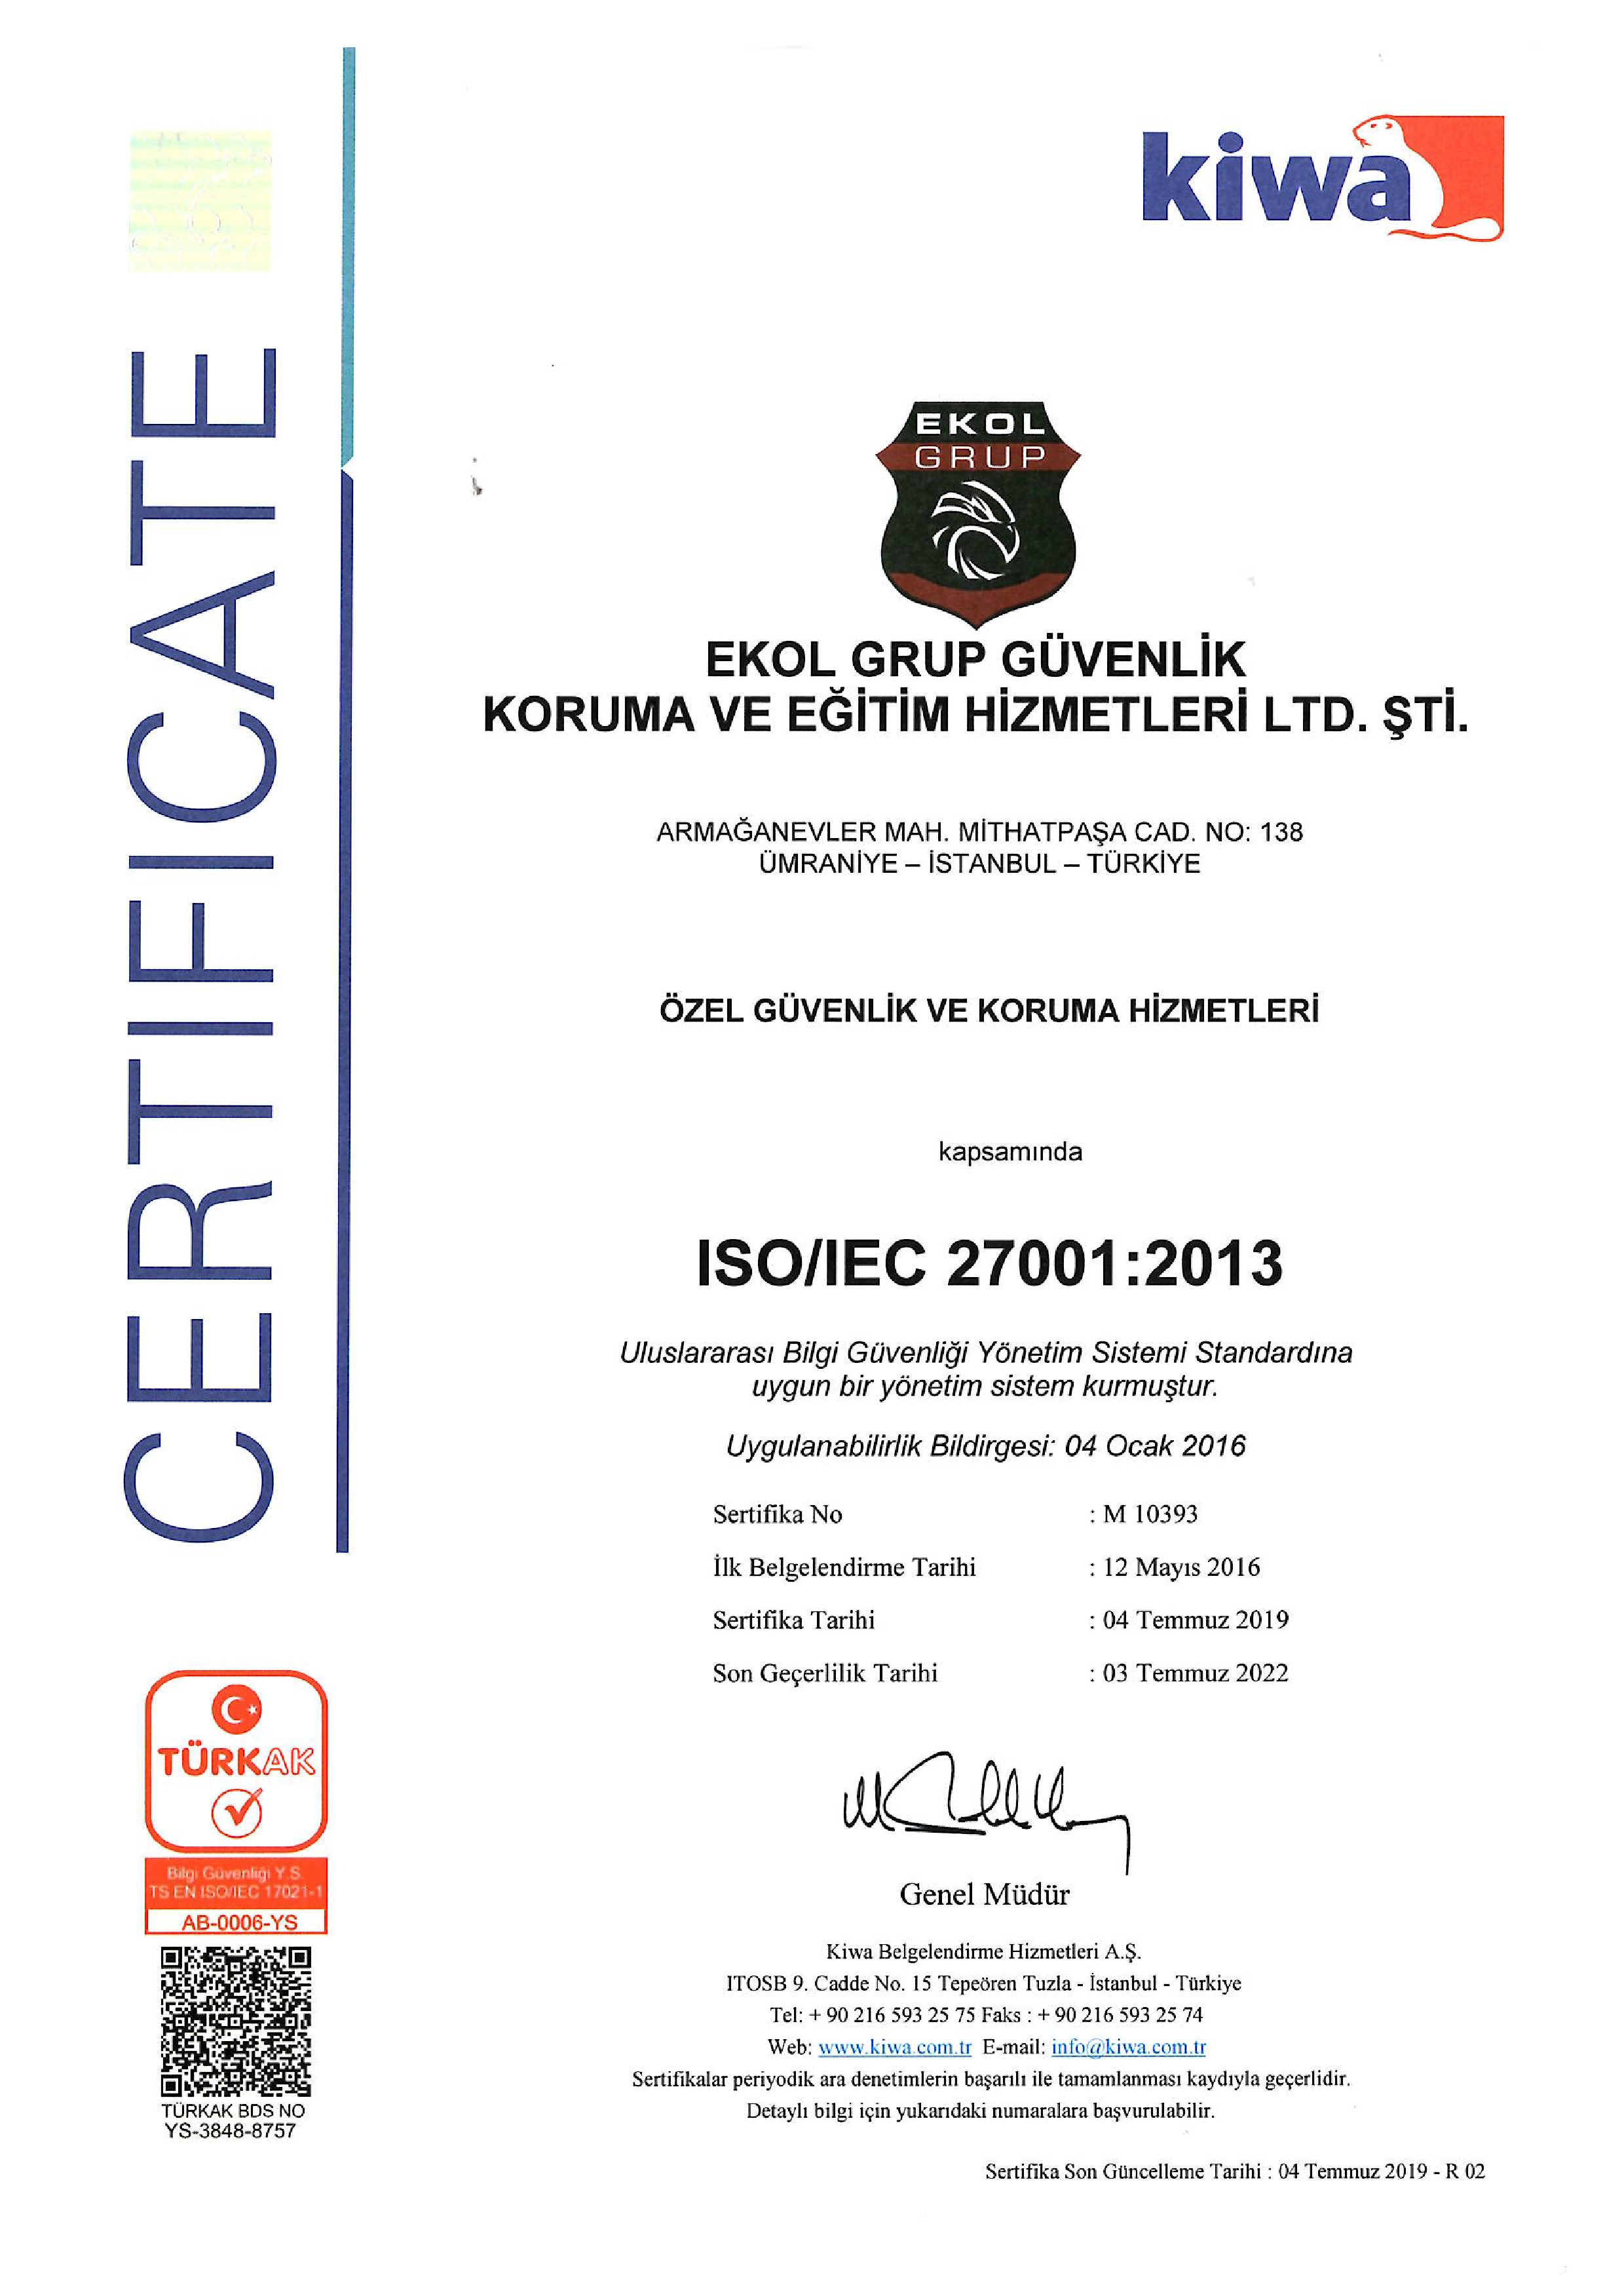 CERTIFICATE
kiwa
EKOL
GRUP
EKOL GRUP GÜVENLİK
KORUMA VE EĞİTİM HİZMETLERİ LTD. ŞTİ.
ARMAĞANEVLER MAH. MİTHATPAŞA CAD. NO: 138
ÜMRANİYE – İSTANBUL – TÜRKİYE
ÖZEL GÜVENLİK VE KORUMA HİZMETLERİ
kapsamında
ISO/IEC 27001:2013
Uluslararası Bilgi Güvenliği Yönetim Sistemi Standardına
uygun bir yönetim sistem kurmuştur.
Uygulanabilirlik Bildirgesi: 04 Ocak 2016
Sertifika No : M 10393
İlk Belgelendirme Tarihi : 12 Mayıs 2016
Sertifika Tarihi : 04 Temmuz 2019
Son Geçerlilik Tarihi : 03 Temmuz 2022
Genel Müdür
Kiwa Belgelendirme Hizmetleri A.Ş.
ITOSB 9. Cadde No. 15 Tepeören Tuzla - İstanbul - Türkiye
Tel: + 90 216 593 25 75 Faks : + 90 216 593 25 74
Web: www.kiwa.com.tr E-mail: info@kiwa.com.tr
Sertifikalar periyodik ara denetimlerin başarılı ile tamamlanması kaydıyla geçerlidir.
Detaylı bilgi için yukarıdaki numaralara başvurulabilir.
Sertifika Son Güncelleme Tarihi : 04 Temmuz 2019 - R 02
TÜRKAK
Bilgi Güvenliği Y.S.
TS EN ISO/IEC 17021-1
AB-0006-YS
TÜRKAK BDS NO
YS-3848-8757